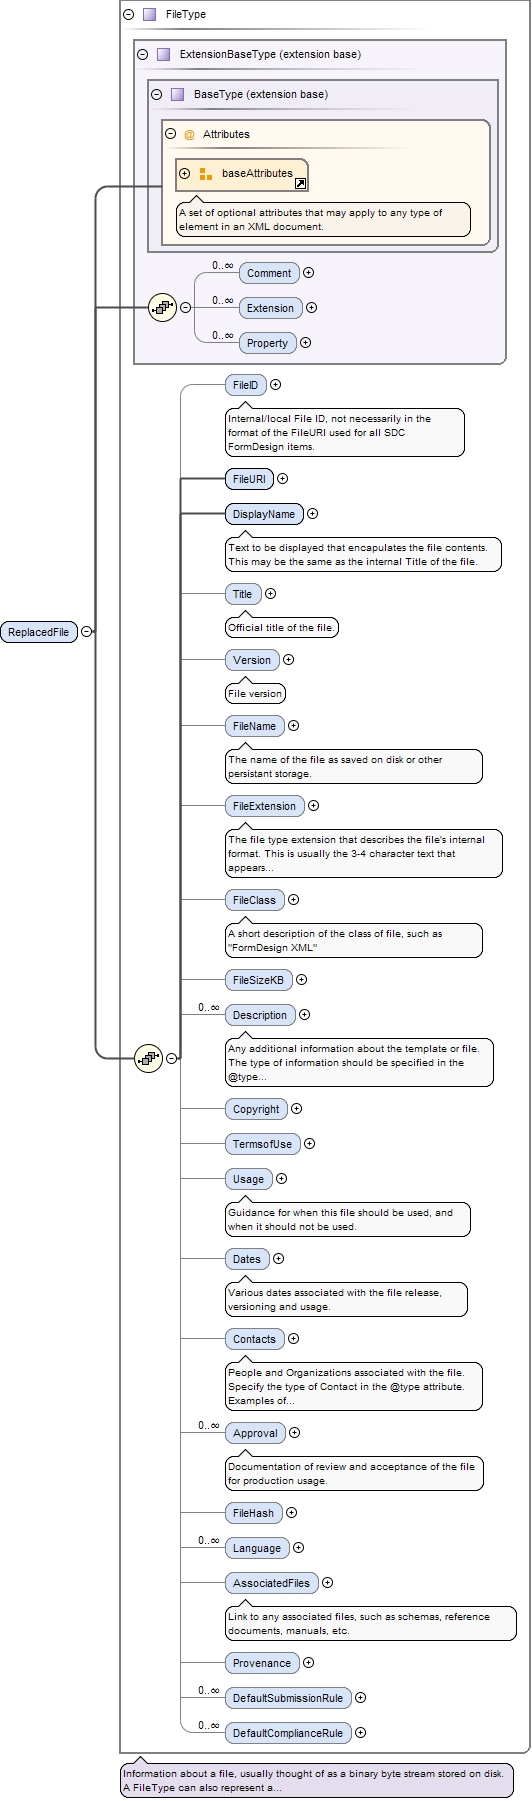 FileType
ExtensionBaseType (extension base)
BaseType (extension base)
@ Attributes
baseAttributes
A set of optional attributes that may apply to any type of
element in an XML document.
0..∞
Comment
0..∞
Extension
0..∞
Property
FileID
Internal/local File ID, not necessarily in the
format of the FileURI used for all SDC
FormDesign items.
FileURI
DisplayName
Text to be displayed that encapulates the file contents.
This may be the same as the internal Title of the file.
Title
Official title of the file.
ReplacedFile
Version
File version
FileName
The name of the file as saved on disk or other
persistant storage.
FileExtension
The file type extension that describes the file's internal
format. This is usually the 3-4 character text that
appears...
FileClass
A short description of the class of file, such as
"FormDesign XML"
FileSizeKB
0..∞
Description
Any additional information about the template or file.
The type of information should be specified in the
@type...
Copyright
TermsofUse
Usage
Guidance for when this file should be used, and
when it should not be used.
Dates
Various dates associated with the file release,
versioning and usage.
Contacts
People and Organizations associated with the file.
Specify the type of Contact in the @type attribute.
Examples of...
0..∞
Approval
Documentation of review and acceptance of the file
for production usage.
FileHash
0..∞
Language
AssociatedFiles
Link to any associated files, such as schemas, reference
documents, manuals, etc.
Provenance
0..∞
DefaultSubmissionRule
0..∞
DefaultComplianceRule
Information about a file, usually thought of as a binary byte stream stored on disk.
A FileType can also represent a...